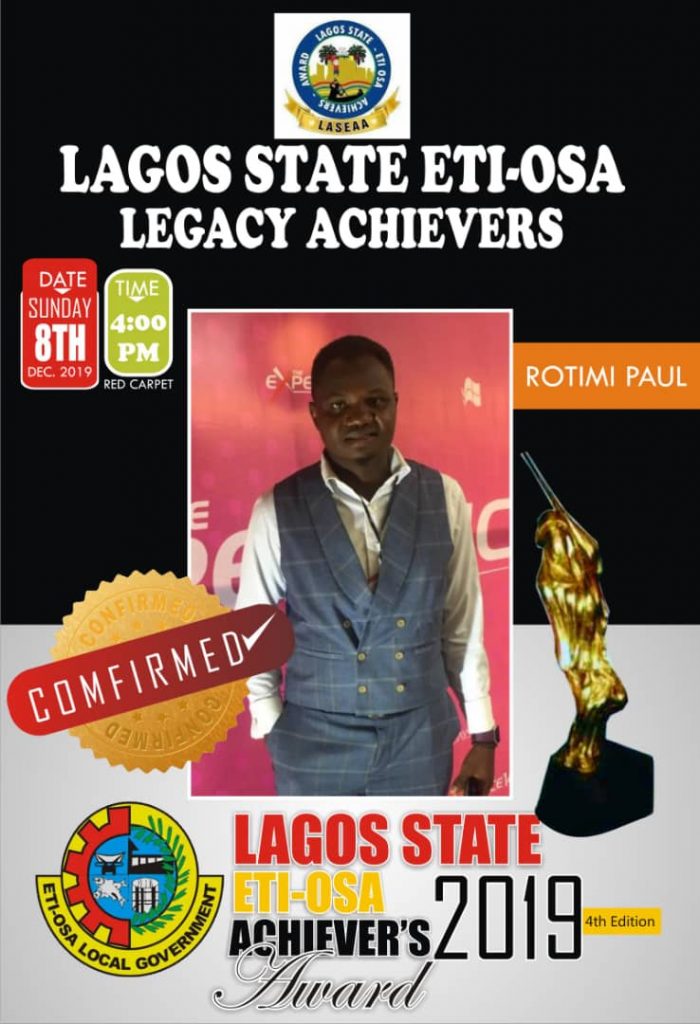 LAGOS STATE - ETI OSA
ACHIEVERS - AWARD
LASEAA
LAGOS STATE ETI-OSA
LEGACY ACHIEVERS
DATE
SUNDAY
8TH
DEC. 2019
TIME
4:00
PM
RED CARPET
ROTIMI PAUL
THE
CONFIRMED
COMFIRMED
CONFIRMED
ETI-OSA LOCAL GOVERNMENT
LAGOS STATE
ETI-OSA
ACHIEVER'S
2019
4th Edition
Award